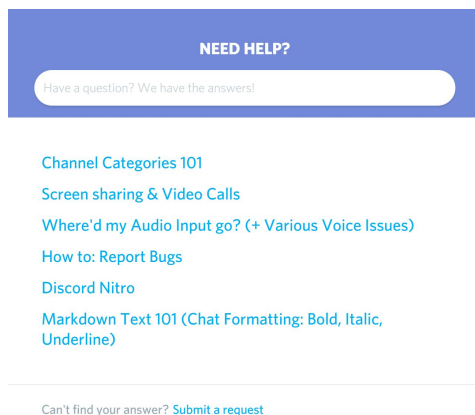 NEED HELP?
Have a question? We have the answers!
Channel Categories 101
Screen sharing & Video Calls
Where'd my Audio Input go? (+ Various Voice Issues)
How to: Report Bugs
Discord Nitro
Markdown Text 101 (Chat Formatting: Bold, Italic,
Underline)
Can't find your answer? Submit a request